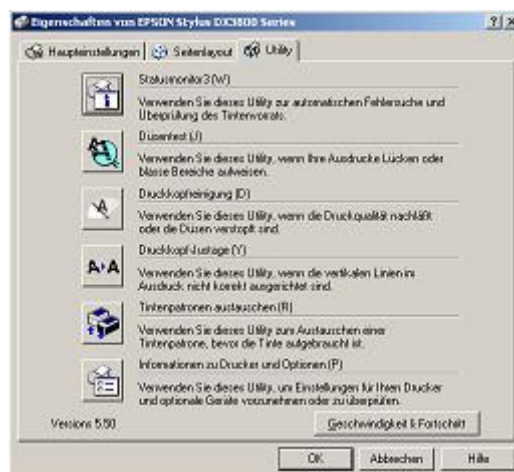 Eigenschaften von EPSON Stylus DX3800 Series
Haupteinstellungen Seitenlayout Utility
Statusmonitor3 (W)
Verwenden Sie dieses Utility zur automatischen Fehlersuche und
Überprüfung des Tintenvorrats.
Düsentest (J)
Verwenden Sie dieses Utility, wenn Ihre Ausdrucke Lücken oder
blasse Bereiche aufweisen.
Druckkopfreinigung (D)
Verwenden Sie dieses Utility, wenn die Druckqualität nachläßt
oder die Düsen verstopft sind.
Druckkopf-Justage (Y)
Verwenden Sie dieses Utility, wenn die vertikalen Linien im
Ausdruck nicht korrekt ausgerichtet sind.
Tintenpatronen austauschen (R)
Verwenden Sie dieses Utility zum Austauschen einer
Tintenpatrone, bevor die Tinte aufgebraucht ist.
Informationen zu Drucker und Optionen (P)
Verwenden Sie dieses Utility, um Einstellungen für Ihren Drucker
und optionale Geräte vorzunehmen oder zu überprüfen.
Versions 5.50
Geschwindigkeit & Fortschritt
OK Abbrechen Hilfe